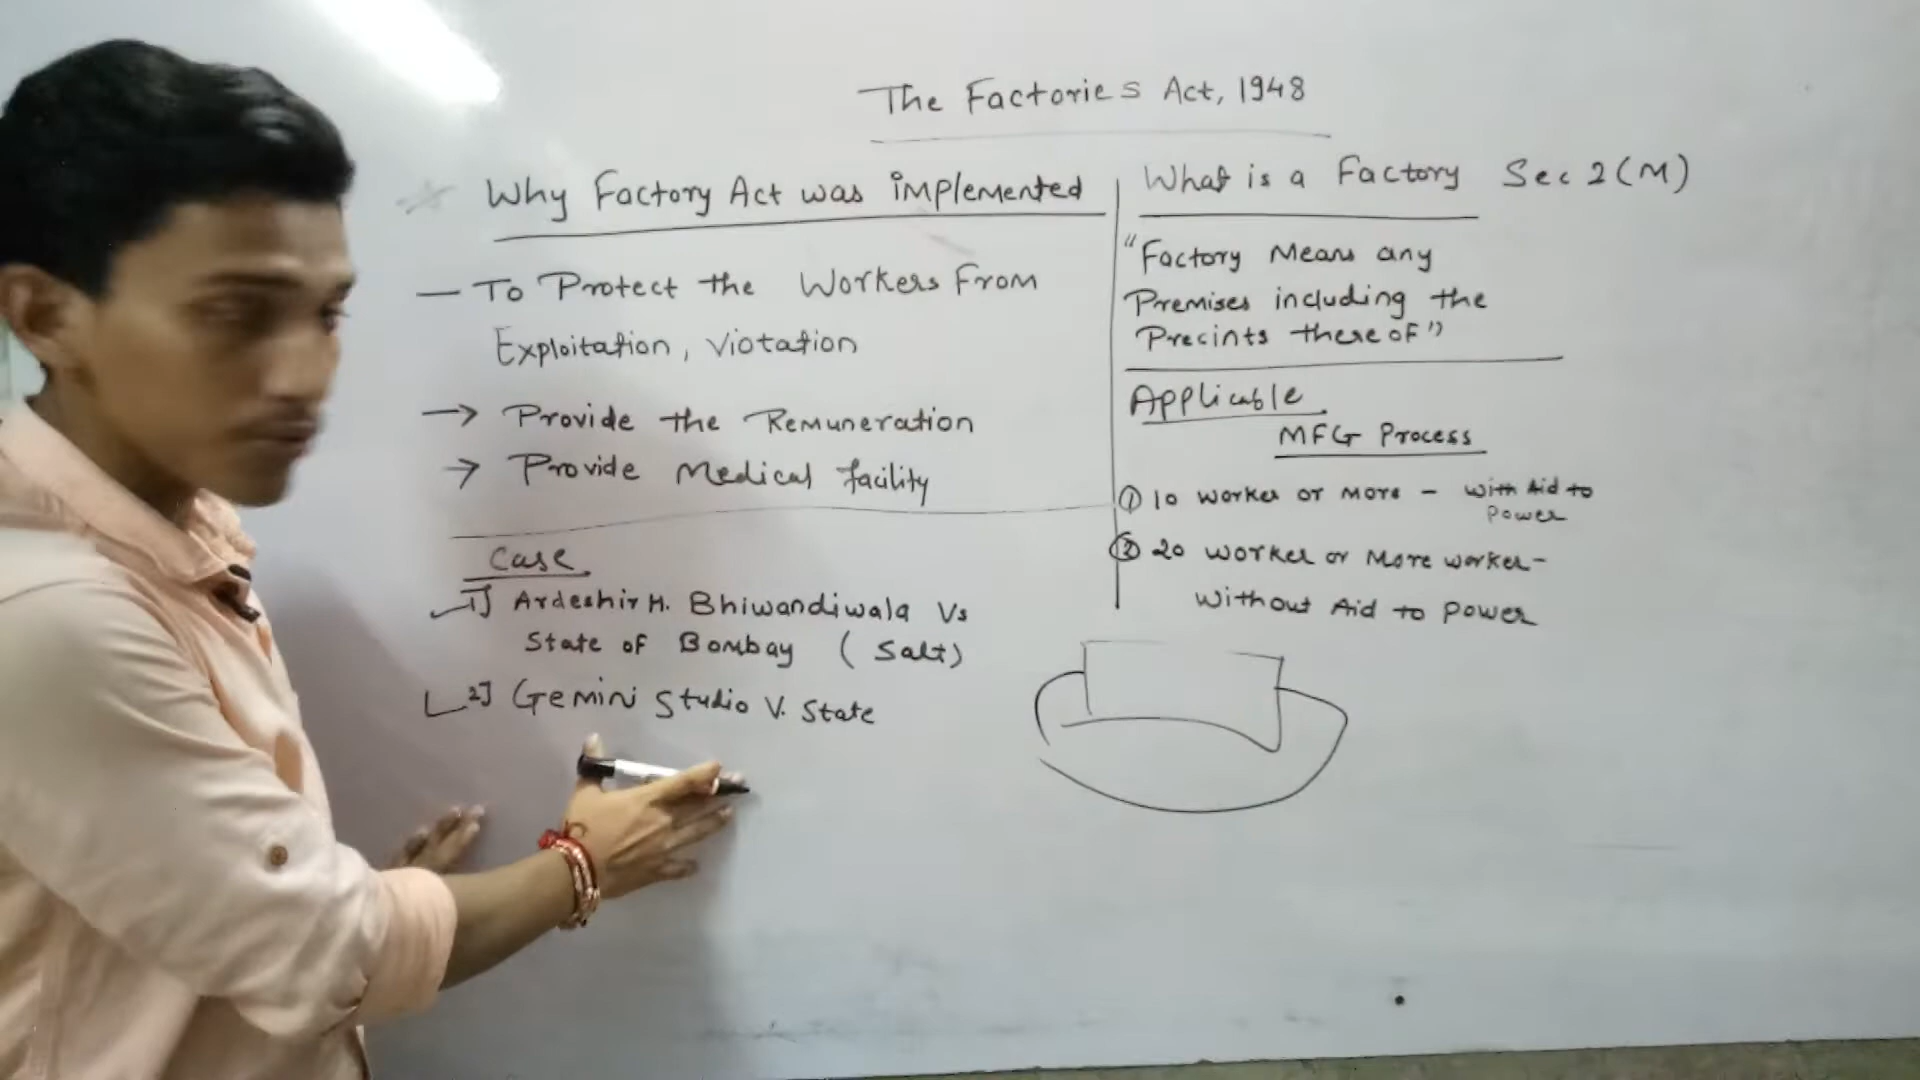 The Factories Act, 1948
Why Factory Act was implemented
- To Protect the Workers From
Exploitation, Viotation
→ Provide the Remuneration
→ Provide Medical facility
Case
1] Ardeshir H. Bhiwandiwala Vs
State of Bombay (Salt)
2] Gemini Studio V. State
What is a Factory Sec 2(M)
"Factory Means any
Premises including the
Precints thereof"
Applicable
MFG Process
① 10 worker or more - with Aid to
Power
② 20 worker or more worker-
without Aid to power